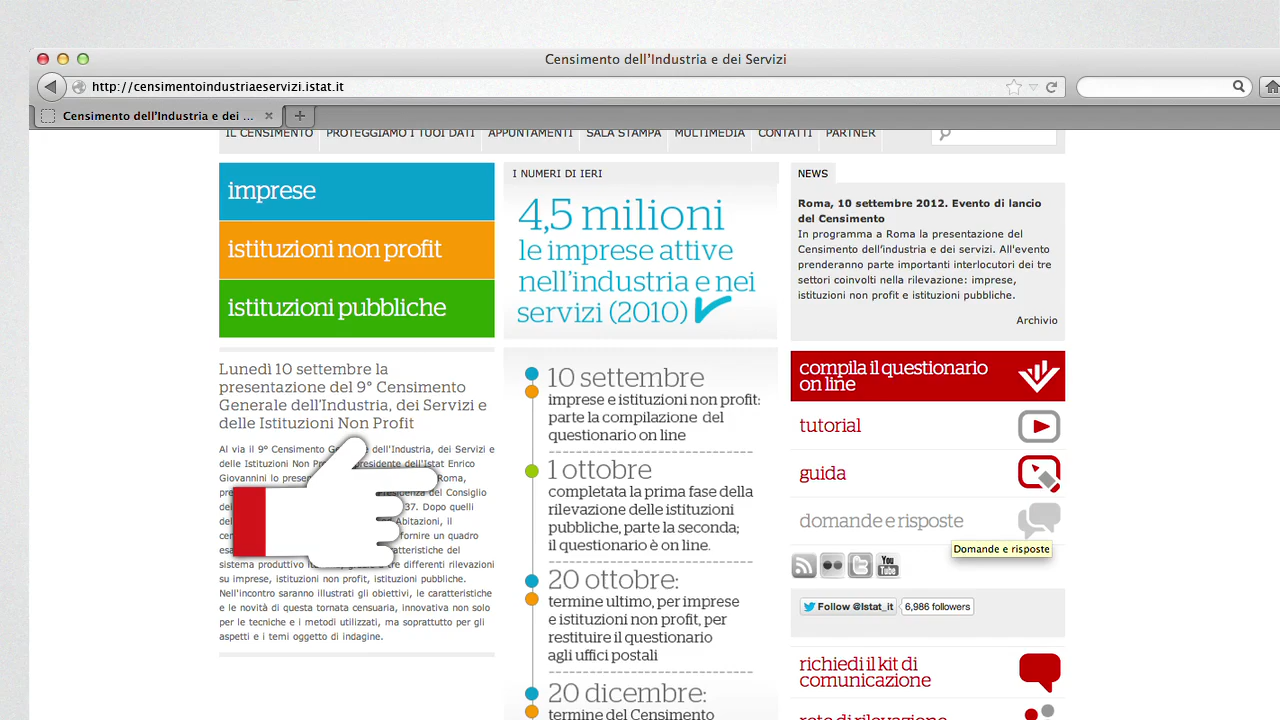 Censimento dell'Industria e dei Servizi
http://censimentoindustriaeservizi.istat.it
Censimento dell'Industria e dei ...
IL CENSIMENTO PROTEGGIAMO I TUOI DATI APPUNTAMENTI SALA STAMPA MULTIMEDIA CONTATTI PARTNER
imprese
istituzioni non profit
istituzioni pubbliche
Lunedì 10 settembre la
presentazione del 9° Censimento
Generale dell'Industria, dei Servizi e
delle Istituzioni Non Profit
Al via il 9° Censimento dell'Industria, dei Servizi e
delle Istituzioni Non dell'Istat Enrico
Giovannini lo Roma,
del Consiglio
37. Dopo quelli
Abitazioni, il
fornire un quadro
sistema produttivo tre differenti rilevazioni
su imprese, istituzioni non profit, istituzioni pubbliche.
Nell'incontro saranno illustrati gli obiettivi, le caratteristiche
e le novità di questa tornata censuaria, innovativa non solo
per le tecniche e i metodi utilizzati, ma soprattutto per gli
aspetti e i temi oggetto di indagine.
I NUMERI DI IERI
4,5 milioni
le imprese attive
nell'industria e nei
servizi (2010)
10 settembre
imprese e istituzioni non profit:
parte la compilazione del
questionario on line
1 ottobre
completata la prima fase della
rilevazione delle istituzioni
pubbliche, parte la seconda;
il questionario è on line.
20 ottobre:
termine ultimo, per imprese
e istituzioni non profit, per
restituire il questionario
agli uffici postali
20 dicembre:
termine del Censimento
NEWS
Roma, 10 settembre 2012. Evento di lancio
del Censimento
In programma a Roma la presentazione del
Censimento dell'industria e dei servizi. All'evento
prenderanno parte importanti interlocutori dei tre
settori coinvolti nella rilevazione: imprese,
istituzioni non profit e istituzioni pubbliche.
Archivio
compila il questionario
on line
tutorial
guida
domande e risposte
Domande e risposte
You
Tube
Follow @Istat_it 6,986 followers
richiedi il kit di
comunicazione
rete di rilevazione